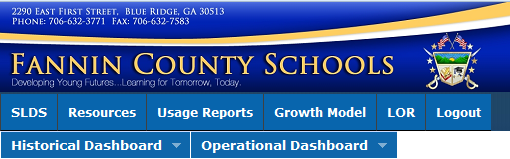 2290 East First Street, Blue Ridge, GA 30513
Phone: 706-632-3771 Fax: 706-632-7583
Fannin County Schools
Developing Young Futures...Learning for Tomorrow, Today.
SLDS Resources Usage Reports Growth Model LOR Logout
Historical Dashboard Operational Dashboard